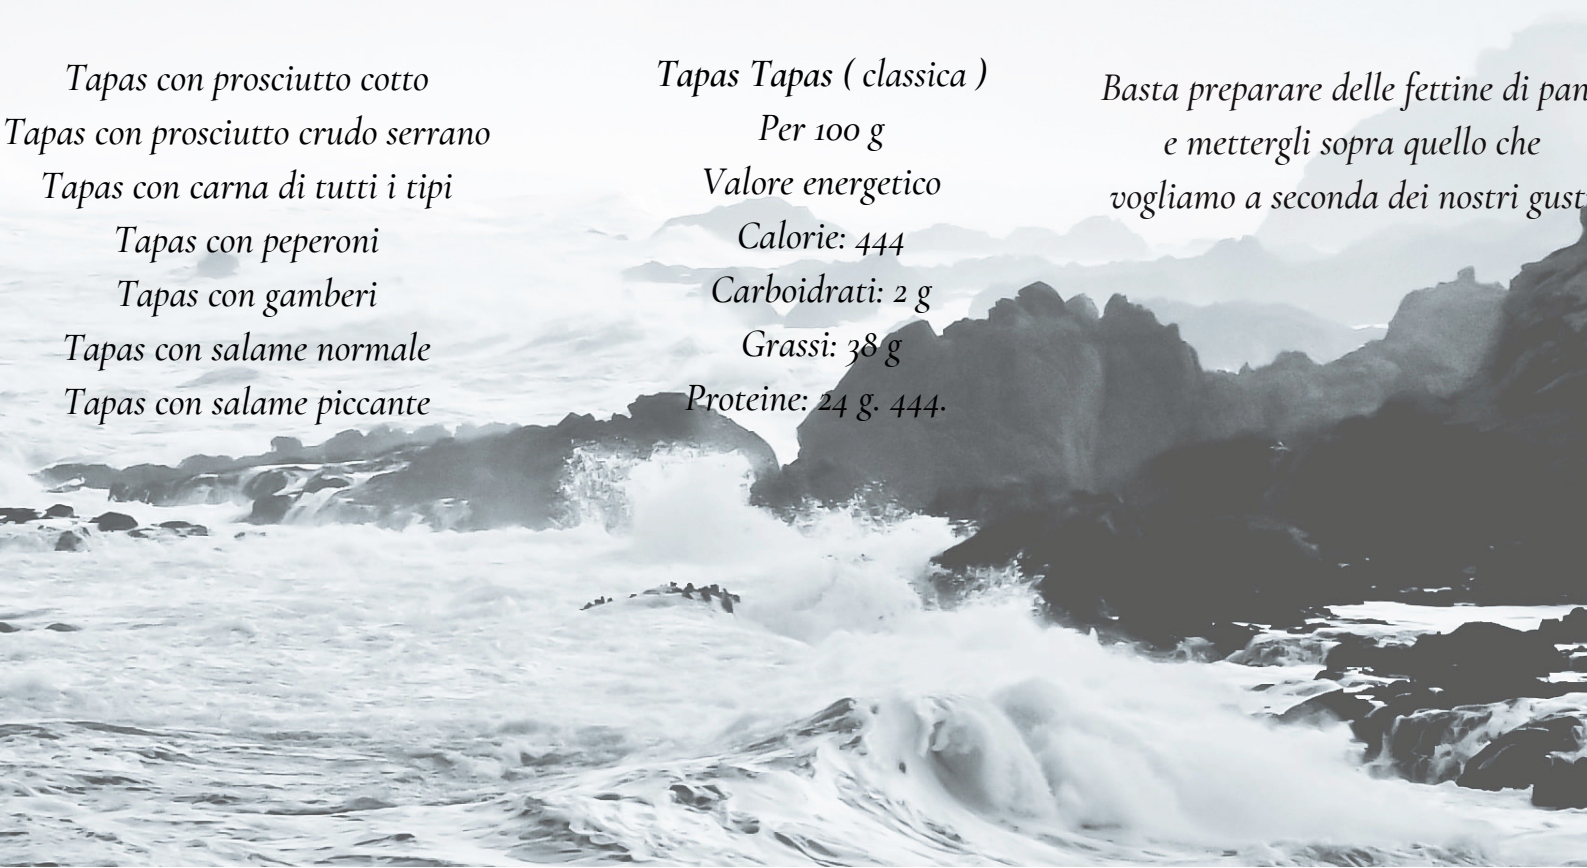 Tapas con prosciutto cotto
Tapas con prosciutto crudo serrano
Tapas con carna di tutti i tipi
Tapas con peperoni
Tapas con gamberi
Tapas con salame normale
Tapas con salame piccante
Tapas Tapas ( classica )
Per 100 g
Valore energetico
Calorie: 444
Carboidrati: 2 g
Grassi: 38 g
Proteine: 24 g. 444.
Basta preparare delle fettine di pan
e mettergli sopra quello che
vogliamo a seconda dei nostri gust